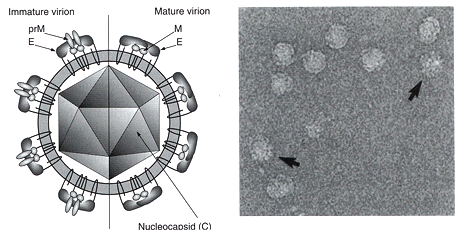 Immature virion
Mature virion
prM
M
E
E
Nucleocapsid (C)